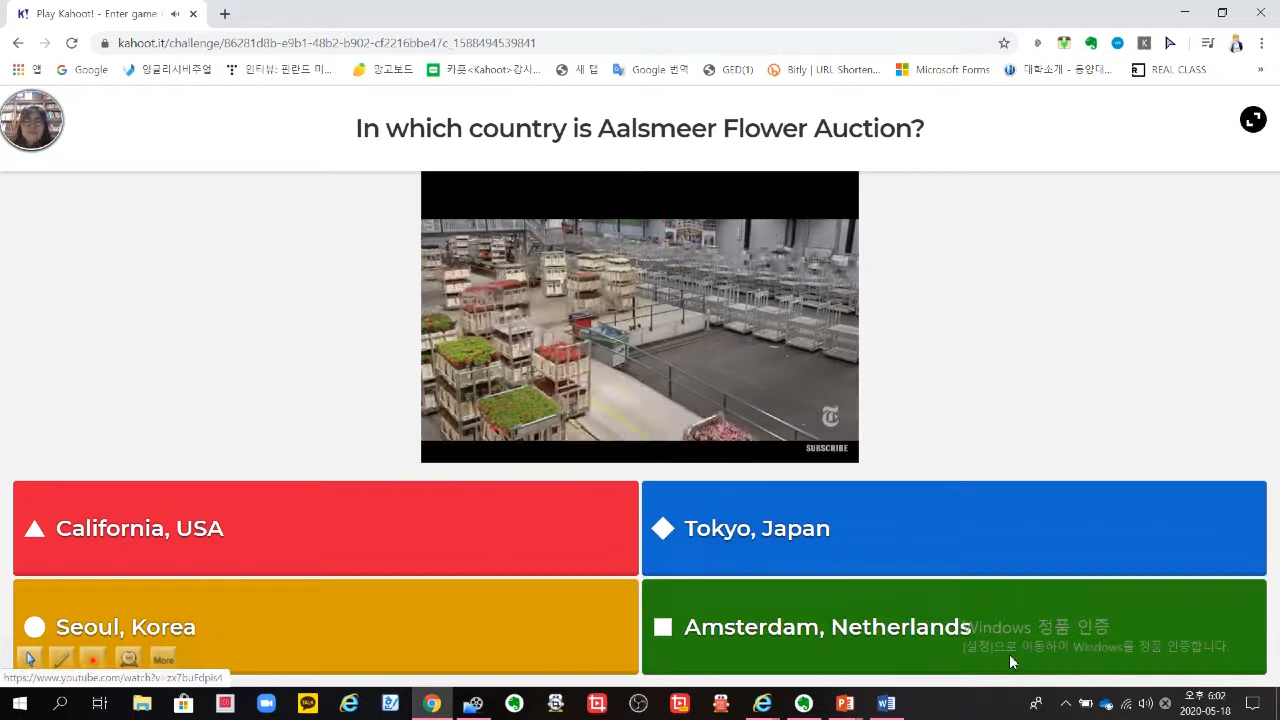 Play Kahoot! - Enter game
kahoot.it/challenge/86281d8b-e9b1-48b2-b902-cf2216bbe47c_1588494539841
앱
Google
잉글리시비주얼
인터뷰: 핀란드 미...
망고보드
카훗<Kahoot>강사...
새 탭
Google 번역
GED(1)
Bitly | URL Shorten...
Microsoft Forms
대학소개 - 동양대...
REAL CLASS
»
In which country is Aalsmeer Flower Auction?
SUBSCRIBE
California, USA
Tokyo, Japan
Seoul, Korea
Amsterdam, Netherlands
Windows 정품 인증
[설정]으로 이동하여 Windows를 정품 인증합니다.
More
https://www.youtube.com/watch?v=zx7buFdpis4
오후 6:02
2020-05-18